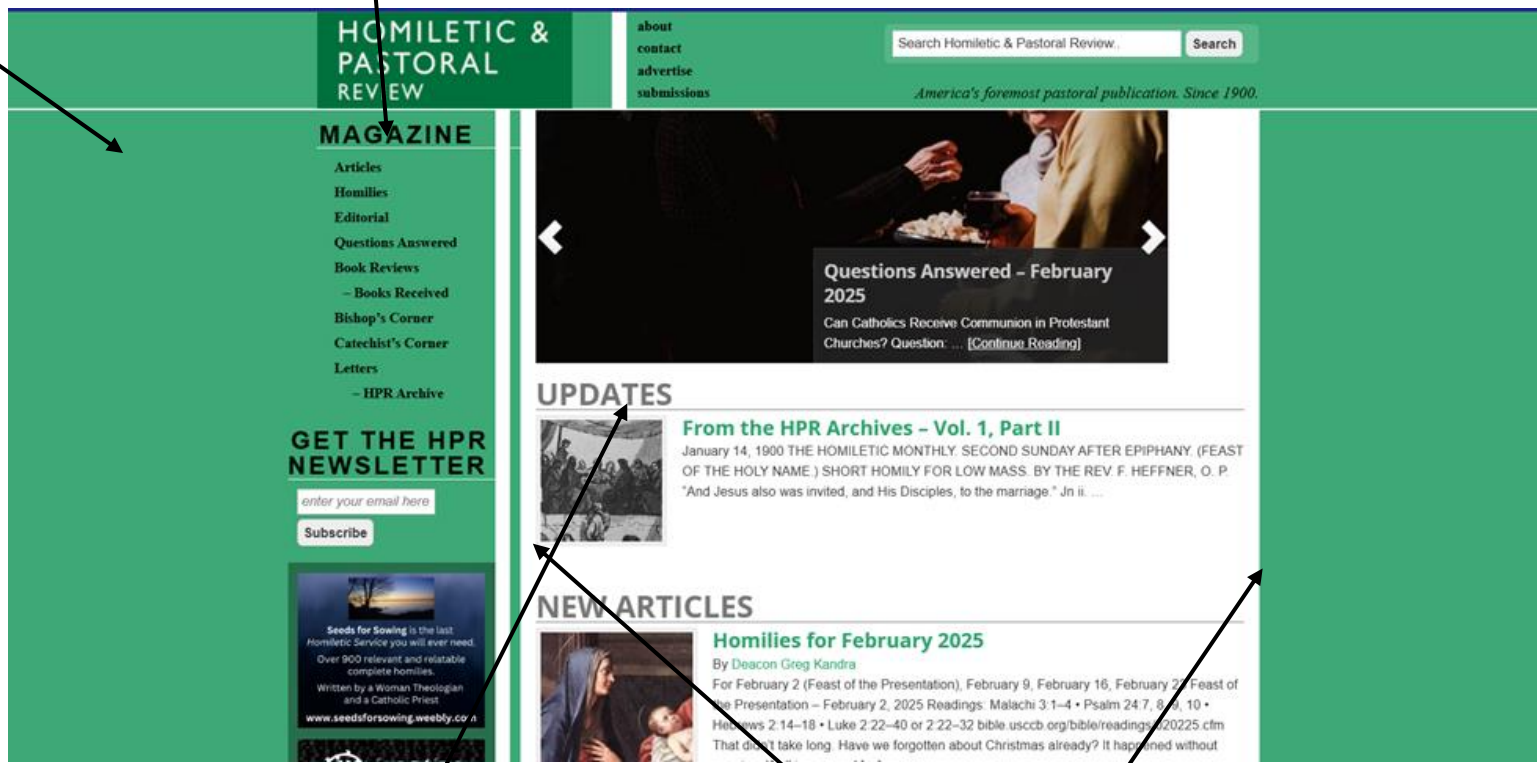 HOMILETIC &
PASTORAL
REVIEW
about
contact
advertise
submissions
Search Homiletic & Pastoral Review..
Search
America's foremost pastoral publication. Since 1900.
MAGAZINE
Articles
Homilies
Editorial
Questions Answered
Book Reviews
– Books Received
Bishop's Corner
Catechist's Corner
Letters
– HPR Archive
GET THE HPR
NEWSLETTER
enter your email here
Subscribe
Seeds for Sowing is the last
Homiletic Service you will ever need.
Over 900 relevant and relatable
complete homilies.
Written by a Woman Theologian
and a Catholic Priest
www.seedsforsowing.weebly.com
Questions Answered – February
2025
Can Catholics Receive Communion in Protestant
Churches? Question: ... [Continue Reading]
UPDATES
From the HPR Archives – Vol. 1, Part II
January 14, 1900 THE HOMILETIC MONTHLY. SECOND SUNDAY AFTER EPIPHANY. (FEAST
OF THE HOLY NAME.) SHORT HOMILY FOR LOW MASS. BY THE REV. F. HEFFNER, O. P.
"And Jesus also was invited, and His Disciples, to the marriage." Jn ii. ...
NEW ARTICLES
Homilies for February 2025
By Deacon Greg Kandra
For February 2 (Feast of the Presentation), February 9, February 16, February Feast of
the Presentation – February 2, 2025 Readings: Malachi 3:1–4 • Psalm 24:7, 8, 9, 10 •
Hebrews 2:14–18 • Luke 2:22–40 or 2:22–32 bible.usccb.org/bible/readings/020225.cfm
That didn't take long. Have we forgotten about Christmas already? It happened without